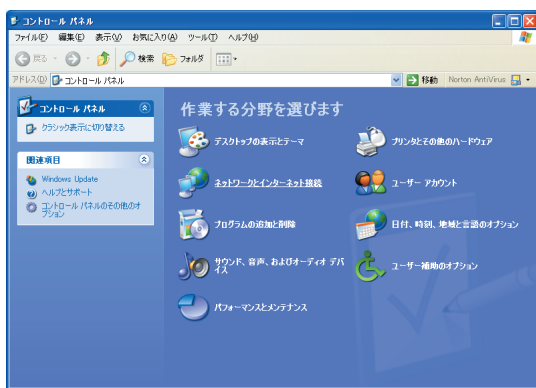 コントロール パネル
ファイル(F) 編集(E) 表示(V) お気に入り(A) ツール(T) ヘルプ(H)
戻る 検索 フォルダ
アドレス(D) コントロール パネル 移動 Norton AntiVirus
コントロール パネル
クラシック表示に切り替える
関連項目
Windows Update
ヘルプとサポート
コントロール パネルのその他のオプション
作業する分野を選びます
デスクトップの表示とテーマ
プリンタとその他のハードウェア
ネットワークとインターネット接続
ユーザー アカウント
プログラムの追加と削除
日付、時刻、地域と言語のオプション
サウンド、音声、およびオーディオ デバイス
ユーザー補助のオプション
パフォーマンスとメンテナンス